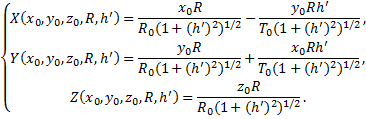 X(x₀, y₀, z₀, R, h′) = x₀R / R₀(1 + (h′)²)^{1/2} − y₀Rh′ / T₀(1 + (h′)²)^{1/2},
Y(x₀, y₀, z₀, R, h′) = y₀R / R₀(1 + (h′)²)^{1/2} + x₀Rh′ / T₀(1 + (h′)²)^{1/2},
Z(x₀, y₀, z₀, R, h′) = z₀R / R₀(1 + (h′)²)^{1/2}.